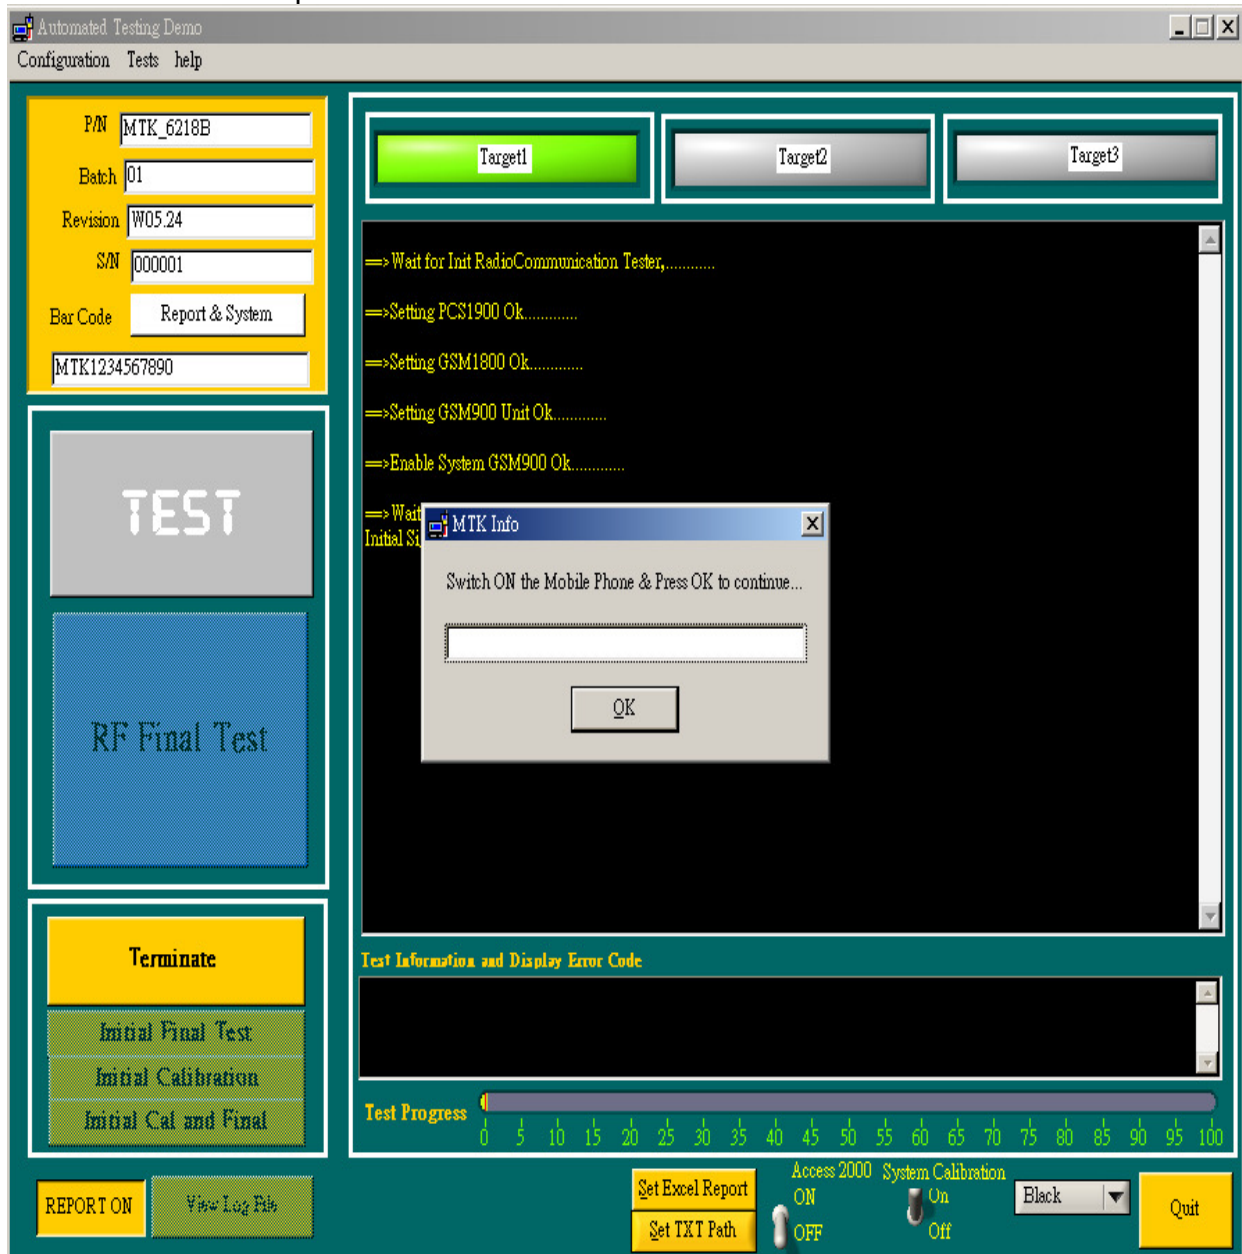 Automated Testing Demo
Configuration Tests help
P/N MTK_6218B
Batch 01
Revision W05.24
S/N 000001
Bar Code Report & System
MTK1234567890
TEST
RF Final Test
Terminate
Initial Final Test
Initial Calibration
Initial Cal and Final
REPORT ON
View Log File
Target1
Target2
Target3
==>Wait for Init RadioCommunication Tester,............
==>Setting PCS1900 Ok.............
==>Setting GSM1800 Ok.............
==>Setting GSM900 Unit Ok.............
==>Enable System GSM900 Ok.............
==>Wait
Initial
MTK Info
Switch ON the Mobile Phone & Press OK to continue...
OK
Test Information and Display Error Code
Test Progress
0 5 10 15 20 25 30 35 40 45 50 55 60 65 70 75 80 85 90 95 100
Set Excel Report
Set TXT Path
Access 2000
ON
OFF
System Calibration
On
Off
Black
Quit